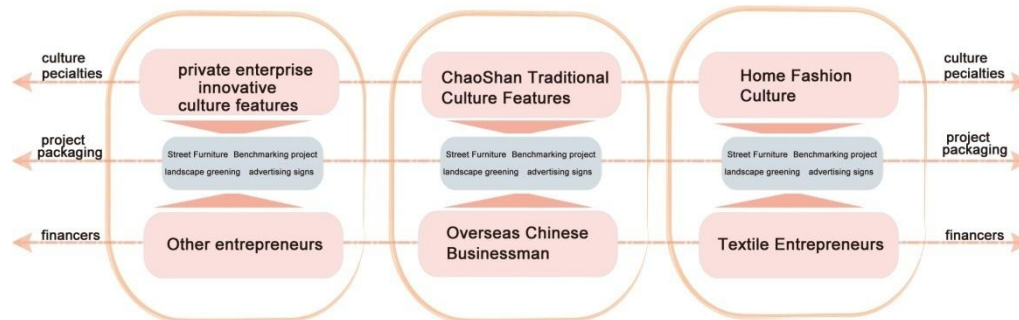 culture
pecialties
private enterprise
innovative
culture features
ChaoShan Traditional
Culture Features
Home Fashion
Culture
culture
pecialties
project
packaging
Street Furniture Benchmarking project
landscape greening advertising signs
Street Furniture Benchmarking project
landscape greening advertising signs
Street Furniture Benchmarking project
landscape greening advertising signs
project
packaging
financers
Other entrepreneurs
Overseas Chinese
Businessman
Textile Entrepreneurs
financers